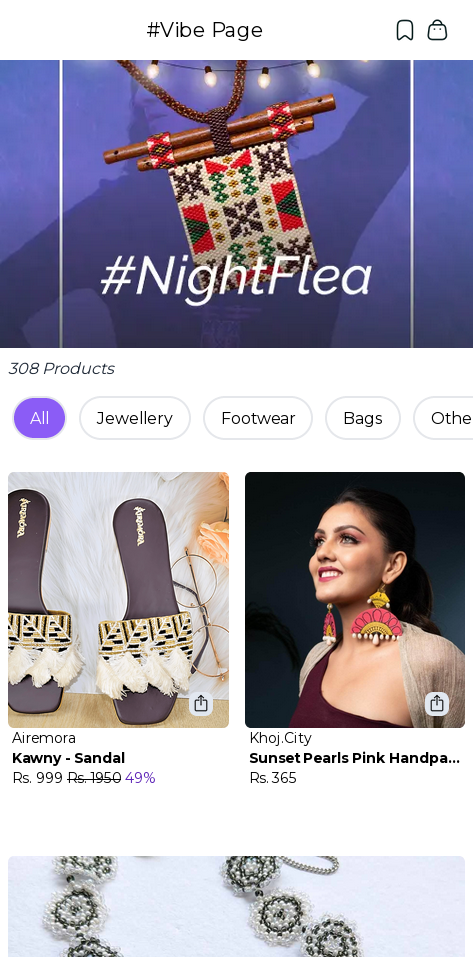 #Vibe Page
#NightFlea
308 Products
All
Jewellery
Footwear
Bags
Othe
Airemora
Kawny - Sandal
Rs. 999 Rs. 1950 49%
Khoj.City
Sunset Pearls Pink Handpa...
Rs. 365